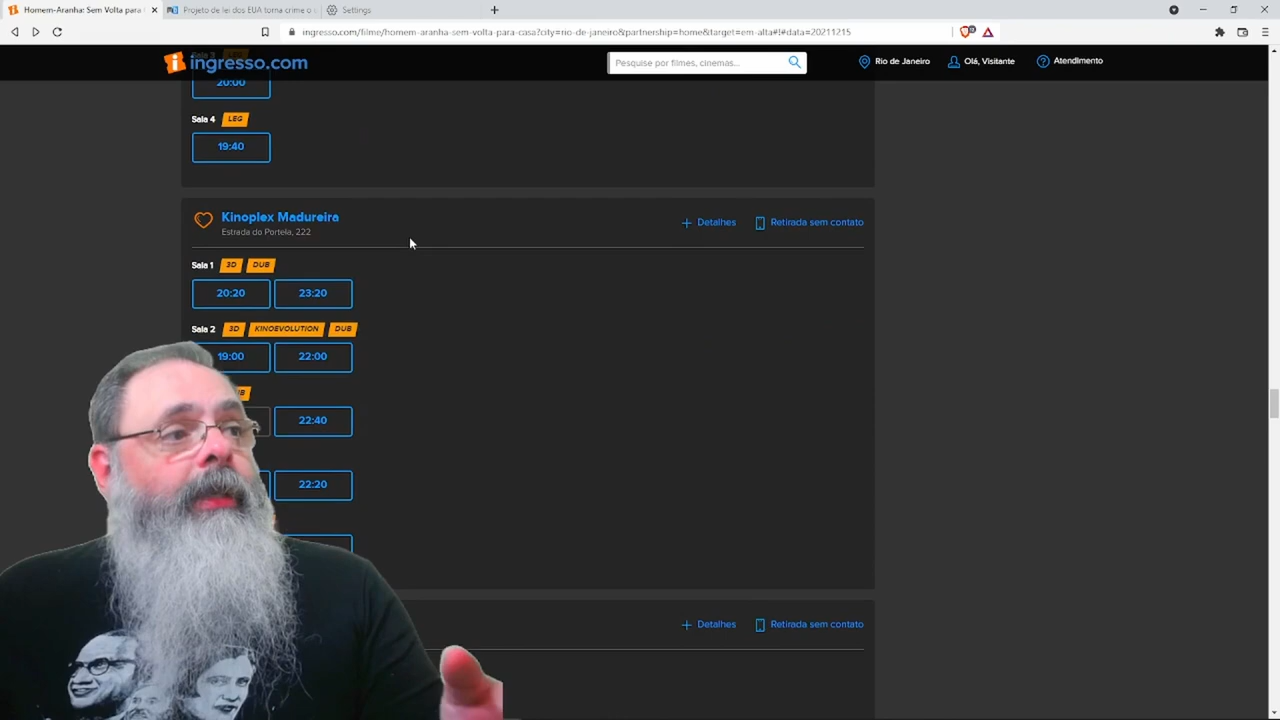 Homem-Aranha: Sem Volta para
Projeto de lei dos EUA torna crime o
Settings
ingresso.com/filme/homem-aranha-sem-volta-para-casa?city=rio-de-janeiro&partnership=home&target=em-alta#!#data=20211215
ingresso.com
Pesquise por filmes, cinemas...
Rio de Janeiro
Olá, Visitante
Atendimento
20:00
Sala 4 LEG
19:40
Kinoplex Madureira
Estrada do Portela, 222
+ Detalhes
Retirada sem contato
Sala 1 3D DUB
20:20 23:20
Sala 2 3D KINOEVOLUTION DUB
19:00 22:00
22:40
22:20
+ Detalhes
Retirada sem contato